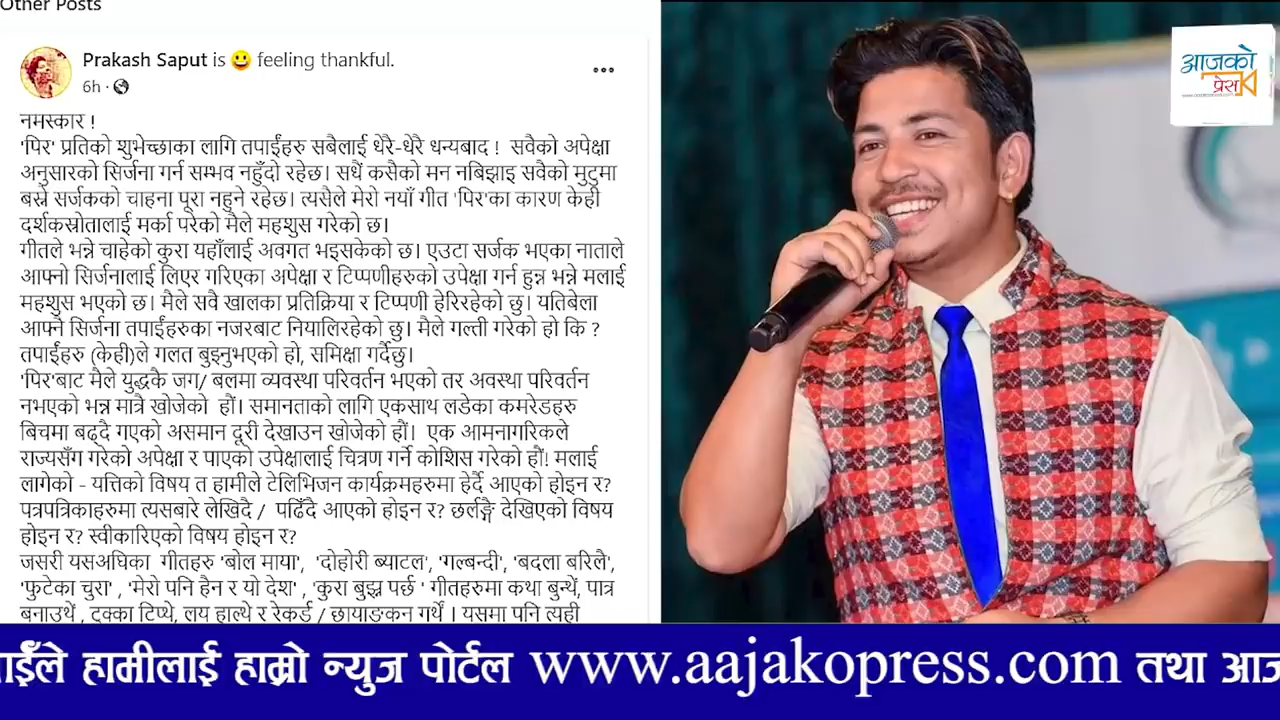 Other Posts
Prakash Saput is 😀 feeling thankful.
6h ·
नमस्कार !
'पिर' प्रतिको शुभेच्छाका लागि तपाईंहरु सबैलाई धेरै-धेरै धन्यबाद ! सवैको अपेक्षा
अनुसारको सिर्जना गर्न सम्भव नहुँदो रहेछ। सधैं कसैको मन नबिझाइ सवैको मुटुमा
बस्ने सर्जकको चाहना पूरा नहुने रहेछ। त्यसैले मेरो नयाँ गीत 'पिर'का कारण केही
दर्शकस्रोतालाई मर्का परेको मैले महशुस गरेको छ।
गीतले भन्ने चाहेको कुरा यहाँलाई अवगत भइसकेको छ। एउटा सर्जक भएका नाताले
आफ्नो सिर्जनालाई लिएर गरिएका अपेक्षा र टिप्पणीहरुको उपेक्षा गर्न हुन्न भन्ने मलाई
महशुस भएको छ। मैले सवै खालका प्रतिक्रिया र टिप्पणी हेरिरहेको छु। यतिबेला
आफ्नै सिर्जना तपाईंहरुका नजरबाट नियालिरहेको छु। मैले गल्ती गरेको हो कि ?
तपाईंहरु (केही)ले गलत बुझ्नुभएको हो, समिक्षा गर्दैछु।
'पिर'बाट मैले युद्धकै जग/ बलमा व्यवस्था परिवर्तन भएको तर अवस्था परिवर्तन
नभएको भन्न मात्रै खोजेको हौं। समानताको लागि एकसाथ लडेका कमरेडहरु
बिचमा बढ्दै गएको असमान दूरी देखाउन खोजेको हौं। एक आमनागरिकले
राज्यसँग गरेको अपेक्षा र पाएको उपेक्षालाई चित्रण गर्ने कोशिस गरेको हौं! मलाई
लागेको - यत्तिको विषय त हामीले टेलिभिजन कार्यक्रमहरुमा हेर्दै आएको होइन र?
पत्रपत्रिकाहरुमा त्यसबारे लेखिदै / पढिँदै आएको होइन र? छर्लङ्गै देखिएको विषय
होइन र? स्वीकारिएको विषय होइन र?
जसरी यसअघिका गीतहरु 'बोल माया', 'दोहोरी ब्याटल', 'गल्बन्दी', 'बदला बरिलै',
'फुटेका चुरा' , 'मेरो पनि हैन र यो देश' , 'कुरा बुझ्न पर्छ ' गीतहरुमा कथा बुन्थें, पात्र
बनाउथें , टुक्का टिप्थे, लय हाल्थे र रेकर्ड / छायाङकन गर्थें । यसमा पनि त्यही
आजको
प्रेस
www.aajakopress.com
ईँले हामीलाई हाम्रो न्युज पोर्टल www.aajakopress.com तथा आज